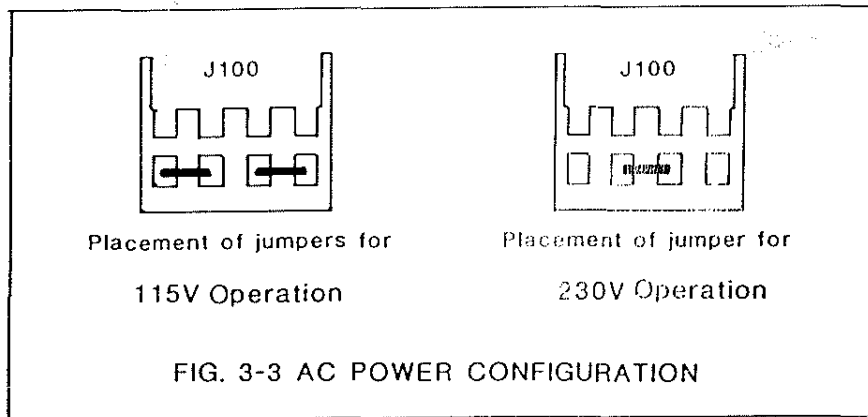 J100
Placement of jumpers for
115V Operation
J100
Placement of jumper for
230V Operation
FIG. 3-3 AC POWER CONFIGURATION